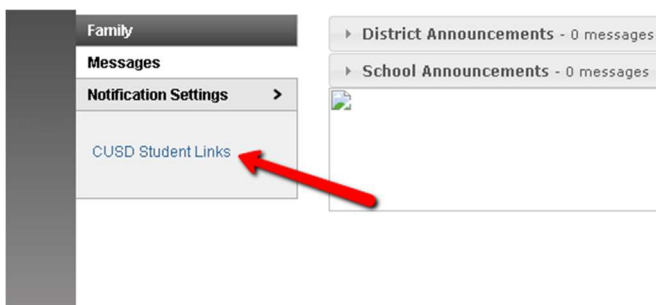 Family
Messages
Notification Settings >
CUSD Student Links
District Announcements - 0 messages
School Announcements - 0 messages